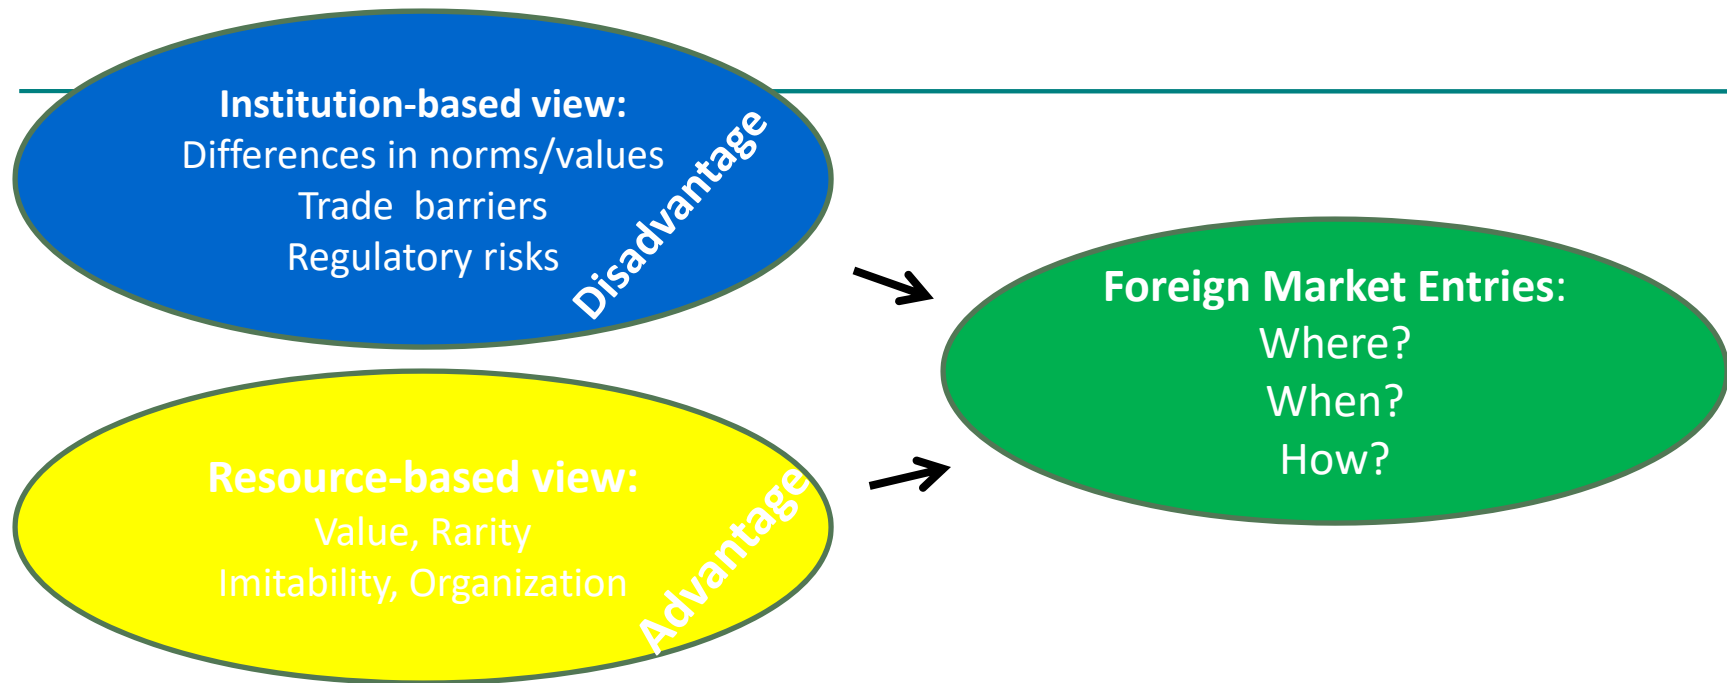 Institution-based view:
Differences in norms/values
Trade  barriers
Regulatory risks
Disadvantage
Resource-based view:
Value, Rarity
Imitability, Organization
Advantage
Foreign Market Entries:
Where?
When?
How?